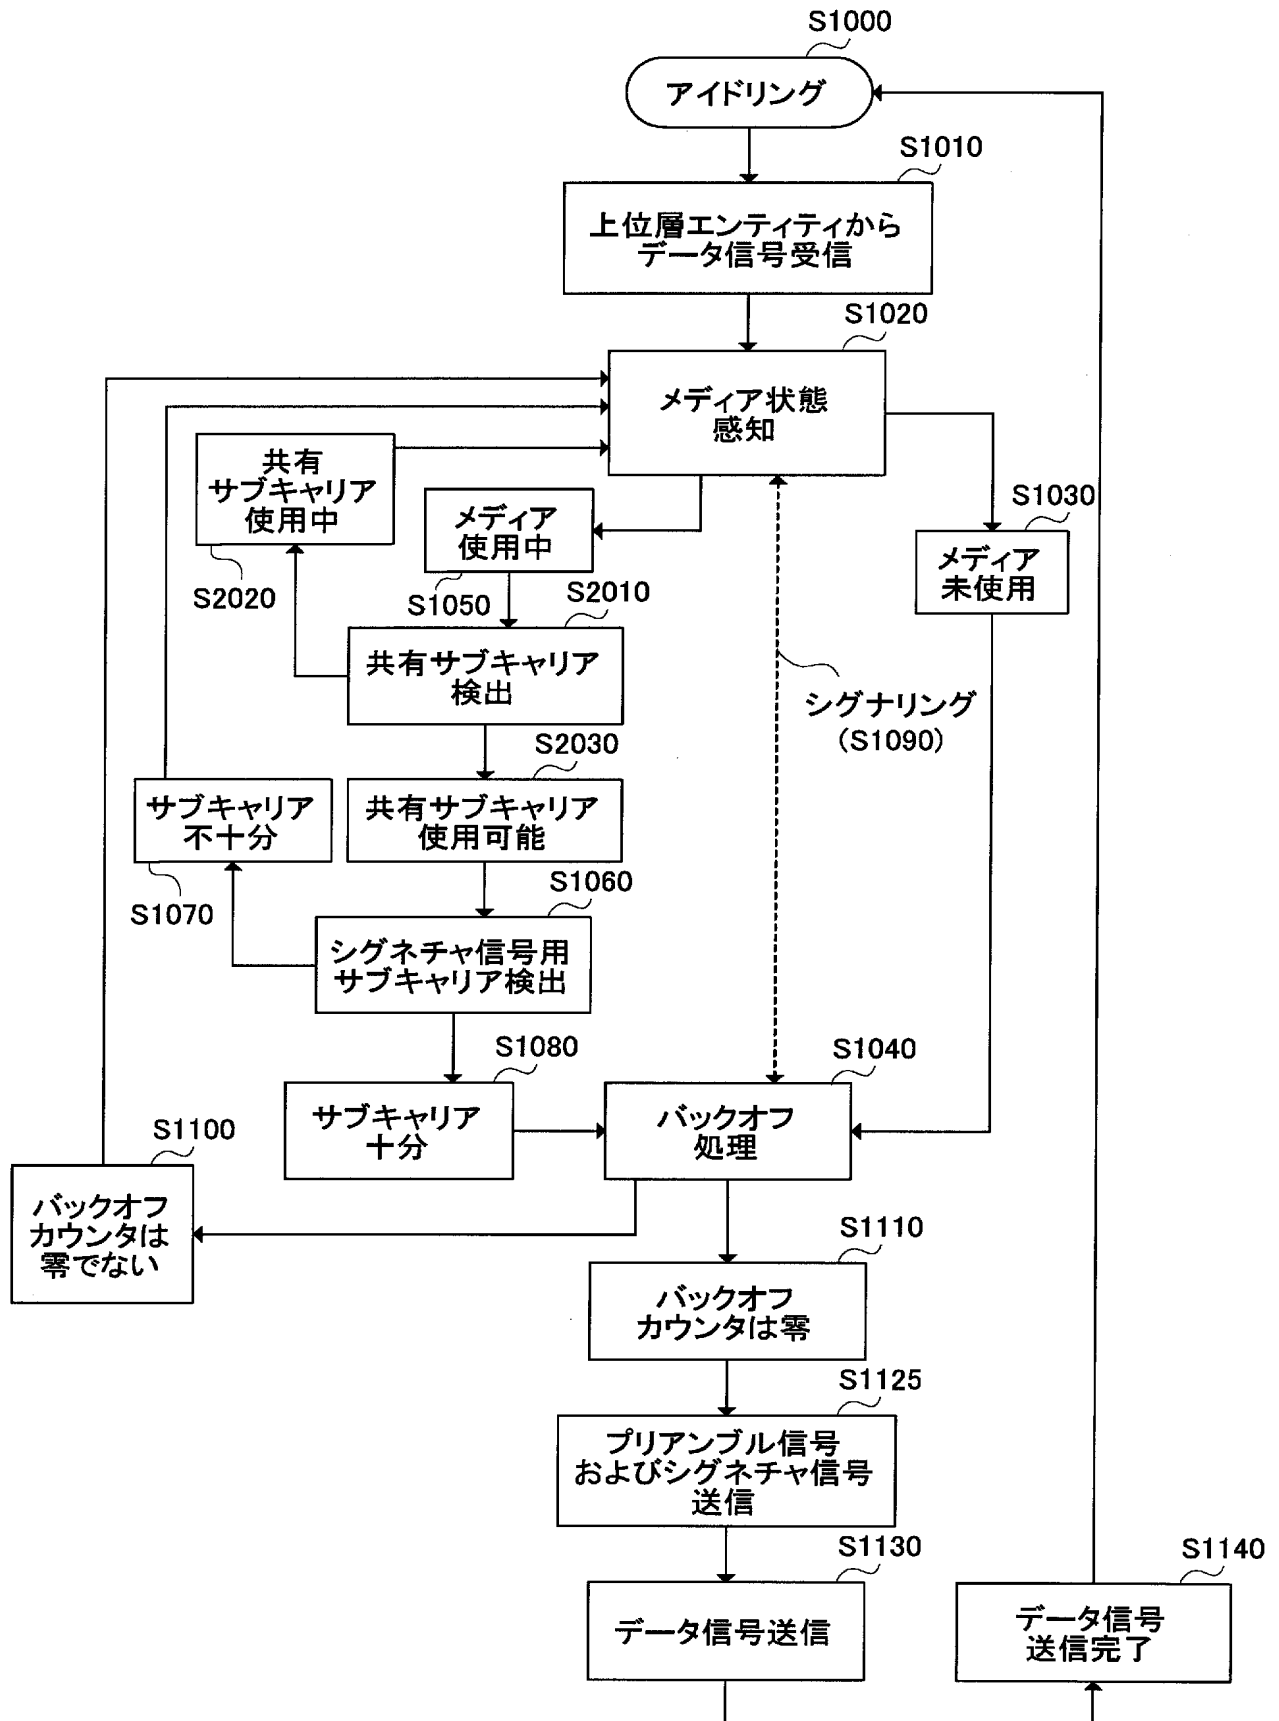 S1000
アイドリング
S1010
上位層エンティティから
データ信号受信
S1020
メディア状態
感知
共有
サブキャリア
使用中
S2020
メディア
使用中
S1050
S1030
メディア
未使用
S2010
共有サブキャリア
検出
シグナリング
(S1090)
S2030
共有サブキャリア
使用可能
サブキャリア
不十分
S1070
S1060
シグネチャ信号用
サブキャリア検出
S1080
サブキャリア
十分
S1040
バックオフ
処理
S1100
バックオフ
カウンタは
零でない
S1110
バックオフ
カウンタは零
S1125
プリアンブル信号
およびシグネチャ信号
送信
S1130
データ信号送信
S1140
データ信号
送信完了